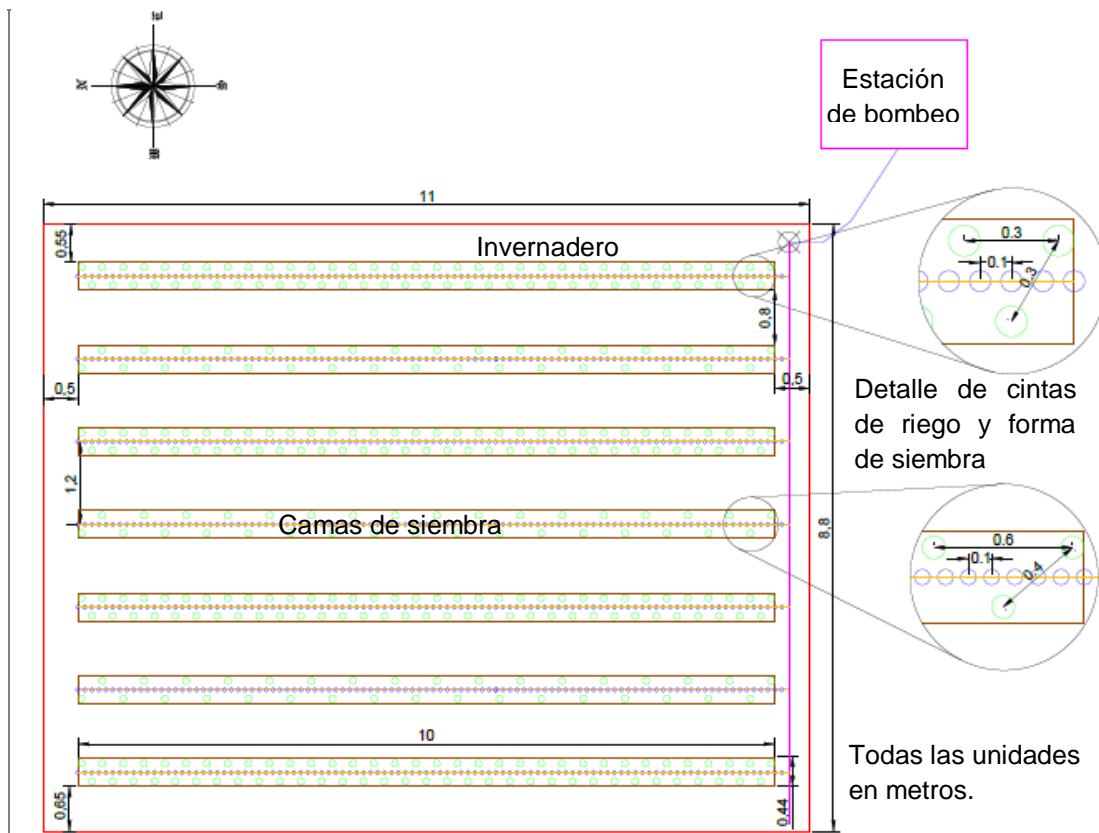 Estación
de bombeo
11
0,55
Invernadero
0.3
0.1
0.3
0,8
0,5
0,5
Detalle de cintas
de riego y forma
de siembra
1,2
Camas de siembra
8,8
0.6
0.1
0.4
10
Todas las unidades
en metros.
0,65
0,44